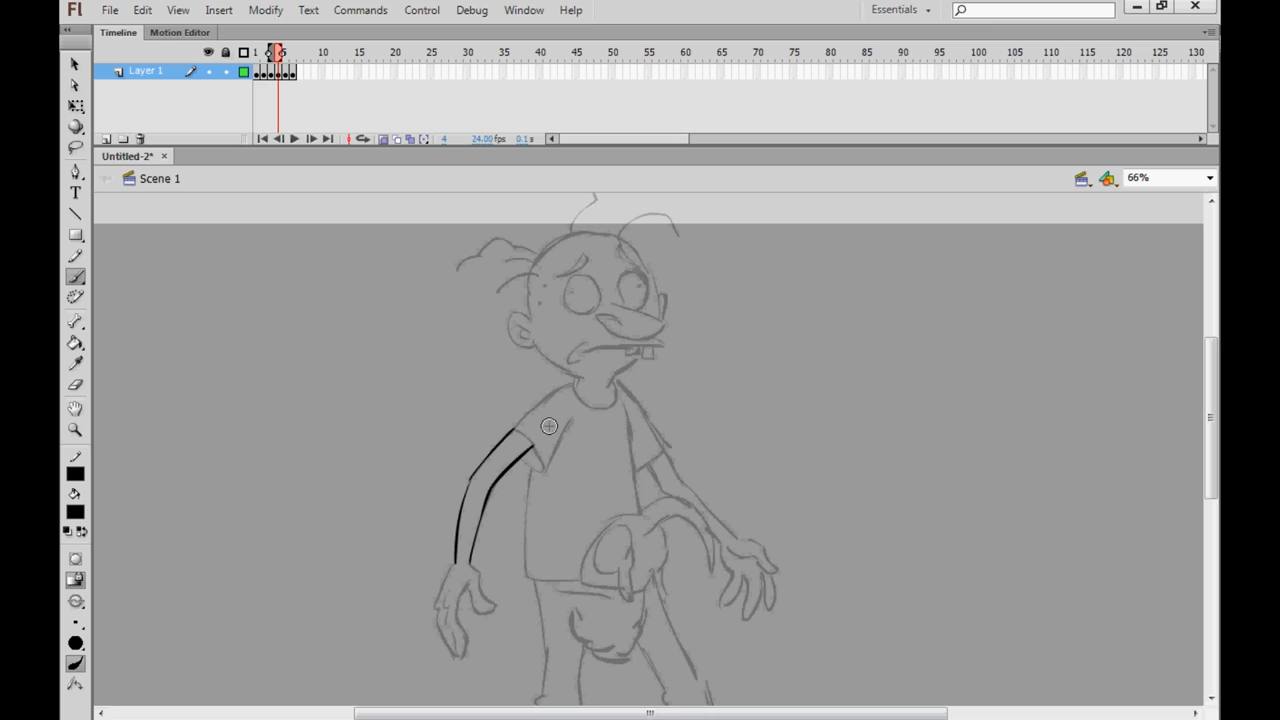 Fl File Edit View Insert Modify Text Commands Control Debug Window Help Essentials
Timeline Motion Editor
1 5 10 15 20 25 30 35 40 45 50 55 60 65 70 75 80 85 90 95 100 105 110 115 120 125 130
Layer 1
4 24.00 fps 0.1 s
Untitled-2*
Scene 1 66%
T